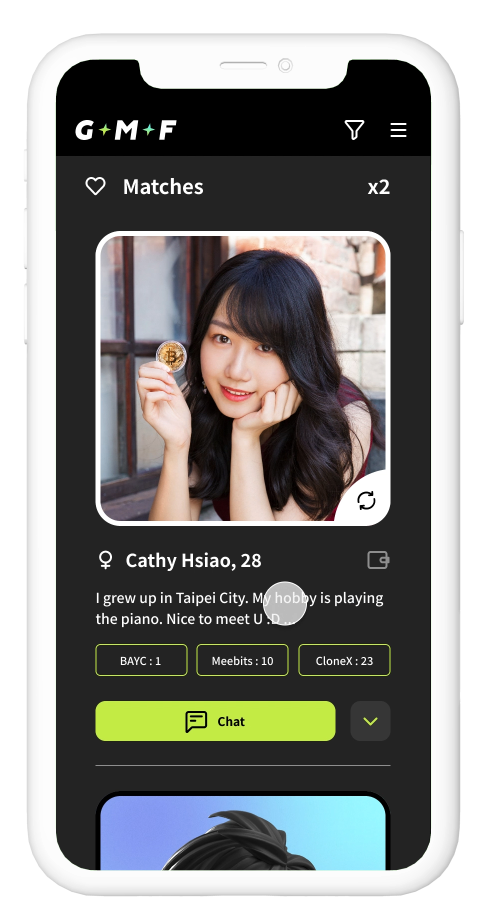 G M F
Matches x2
Cathy Hsiao, 28
I grew up in Taipei City. My hobby is playing
the piano. Nice to meet U :D ...
BAYC : 1 Meebits : 10 CloneX : 23
Chat